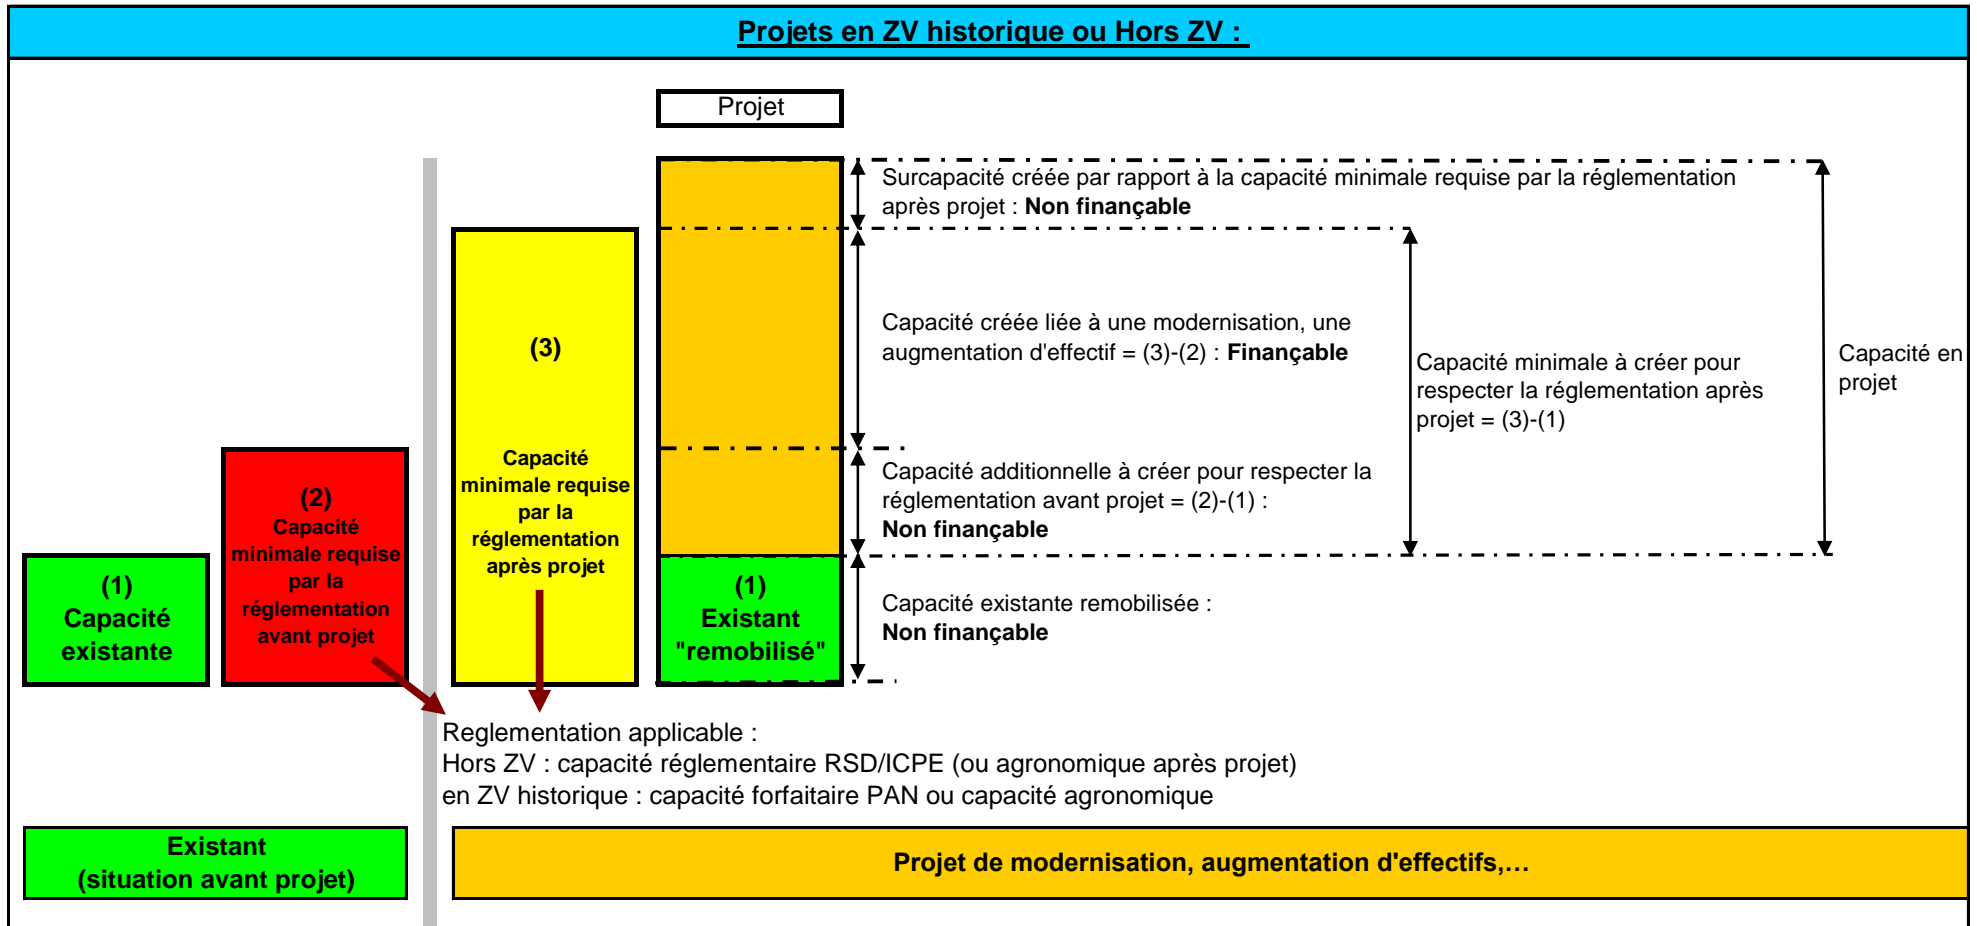 Projets en ZV historique ou Hors ZV :
Projet
Surcapacité créée par rapport à la capacité minimale requise par la réglementation
après projet : Non finançable
Capacité créée liée à une modernisation, une
augmentation d'effectif = (3)-(2) : Finançable
Capacité minimale à créer pour
respecter la réglementation après
projet = (3)-(1)
Capacité en
projet
Capacité additionnelle à créer pour respecter la
réglementation avant projet = (2)-(1) :
Non finançable
Capacité existante remobilisée :
Non finançable
(1)
Capacité
existante
(2)
Capacité
minimale requise
par la
réglementation
avant projet
(3)
Capacité
minimale requise
par la
réglementation
après projet
(1)
Existant
"remobilisé"
Reglementation applicable :
Hors ZV : capacité réglementaire RSD/ICPE (ou agronomique après projet)
en ZV historique : capacité forfaitaire PAN ou capacité agronomique
Existant
(situation avant projet)
Projet de modernisation, augmentation d'effectifs,…